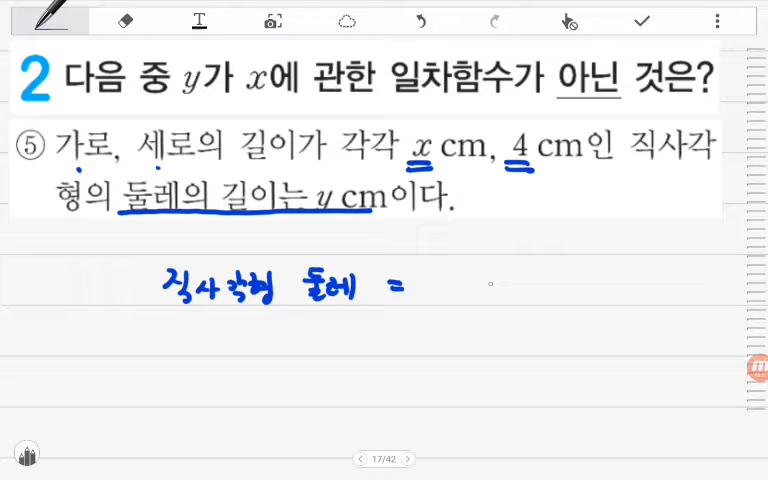 T
2 다음 중 y가 x에 관한 일차함수가 아닌 것은?
⑤ 가로, 세로의 길이가 각각 x cm, 4 cm인 직사각
형의 둘레의 길이는 y cm이다.
직사각형 둘레 =
17/42